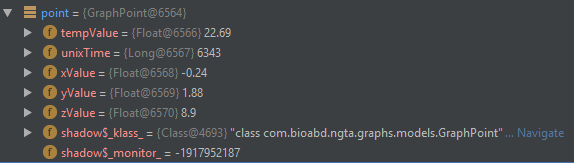 point = {GraphPoint@6564}
f tempValue = {Float@6566} 22.69
f unixTime = {Long@6567} 6343
f xValue = {Float@6568} -0.24
f yValue = {Float@6569} 1.88
f zValue = {Float@6570} 8.9
f shadow$_klass_ = {Class@4693} "class com.bioabd.ngta.graphs.models.GraphPoint" ... Navigate
f shadow$_monitor_ = -1917952187